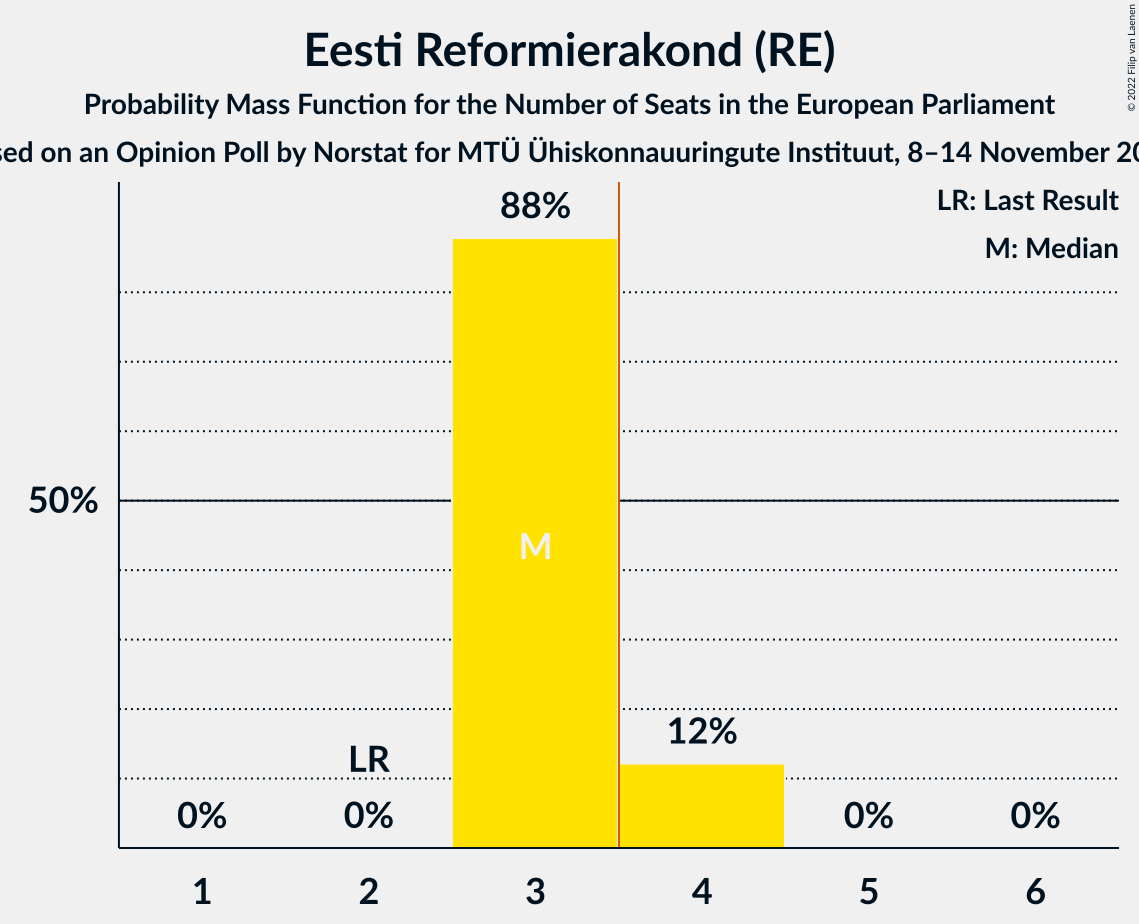 Eesti Reformierakond (RE)
Probability Mass Function for the Number of Seats in the European Parliament
on an Opinion Poll by Norstat for MTÜ Ühiskonnauuringute Instituut, 8–14 November
© 2022 Filip van Laenen
LR: Last Result
M: Median
88%
50%
M
12%
LR
0% 0% 0% 0%
1 2 3 4 5 6